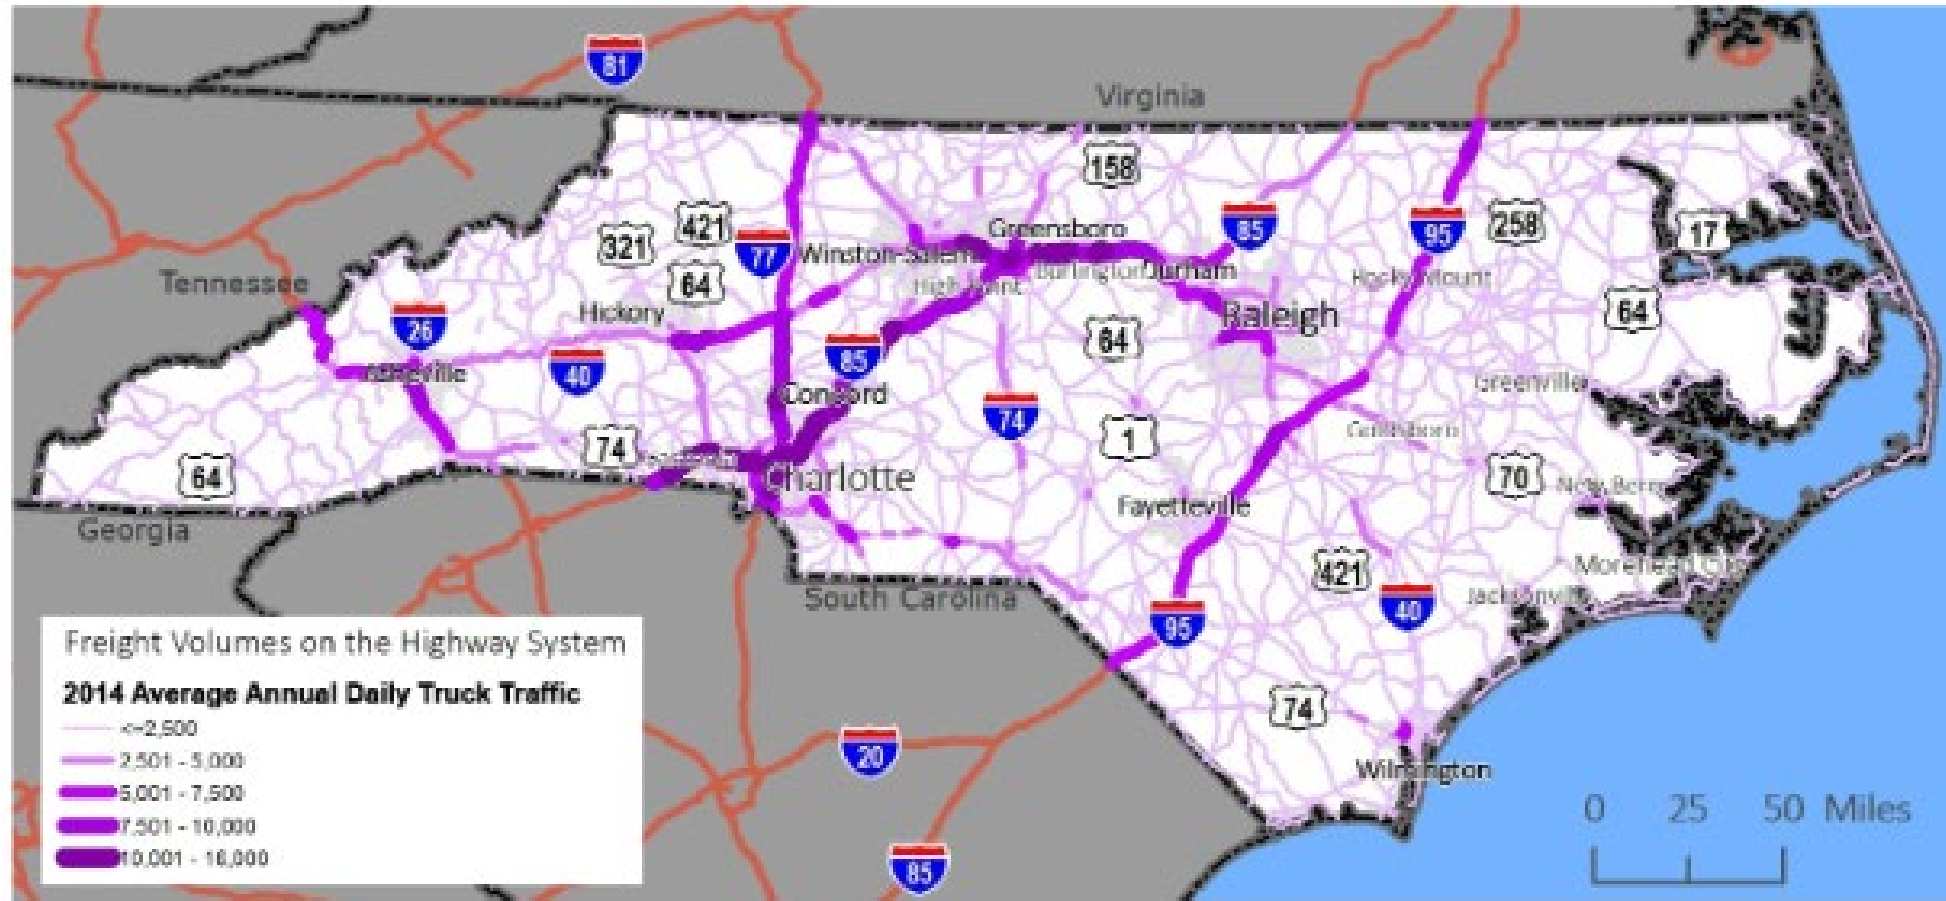 81
Virginia
158
421
321
85
258
95
17
77
Greensboro
Winston-Salem
Burlington
Durham
High Point
Rocky Mount
Tennessee
64
Hickory
26
Raleigh
64
64
85
40
Asheville
Concord
Greenville
74
1
Goldsboro
74
64
Charlotte
70
New Bern
Fayetteville
Georgia
421
Morehead City
South Carolina
Jacksonville
40
95
Freight Volumes on the Highway System
2014 Average Annual Daily Truck Traffic
<=2,500
2,501 - 5,000
5,001 - 7,500
7,501 - 10,000
10,001 - 16,000
74
20
Wilmington
85
0 25 50 Miles